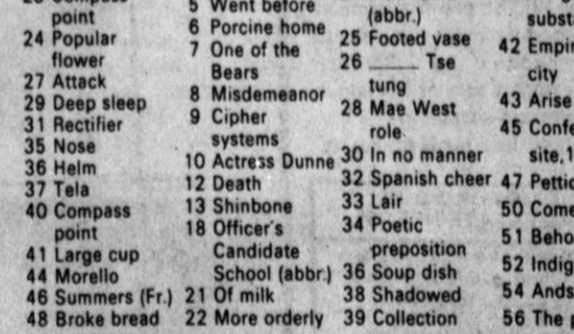 point
24 Popular
flower
27 Attack
29 Deep sleep
31 Rectifier
35 Nose
36 Helm
37 Tela
40 Compass
point
41 Large cup
44 Morello
46 Summers (Fr.)
48 Broke bread
5 Went before
6 Porcine home
7 One of the
Bears
8 Misdemeanor
9 Cipher
systems
10 Actress Dunne
12 Death
13 Shinbone
18 Officer's
Candidate
School (abbr.)
21 Of milk
22 More orderly
(abbr.)
25 Footed vase
26 _____ Tse
tung
28 Mae West
role
30 In no manner
32 Spanish cheer
33 Lair
34 Poetic
preposition
36 Soup dish
38 Shadowed
39 Collection
subst
42 Empi
city
43 Arise
45 Confe
site, 1
47 Pettic
50 Come
51 Beho
52 Indig
54 Ands
56 The